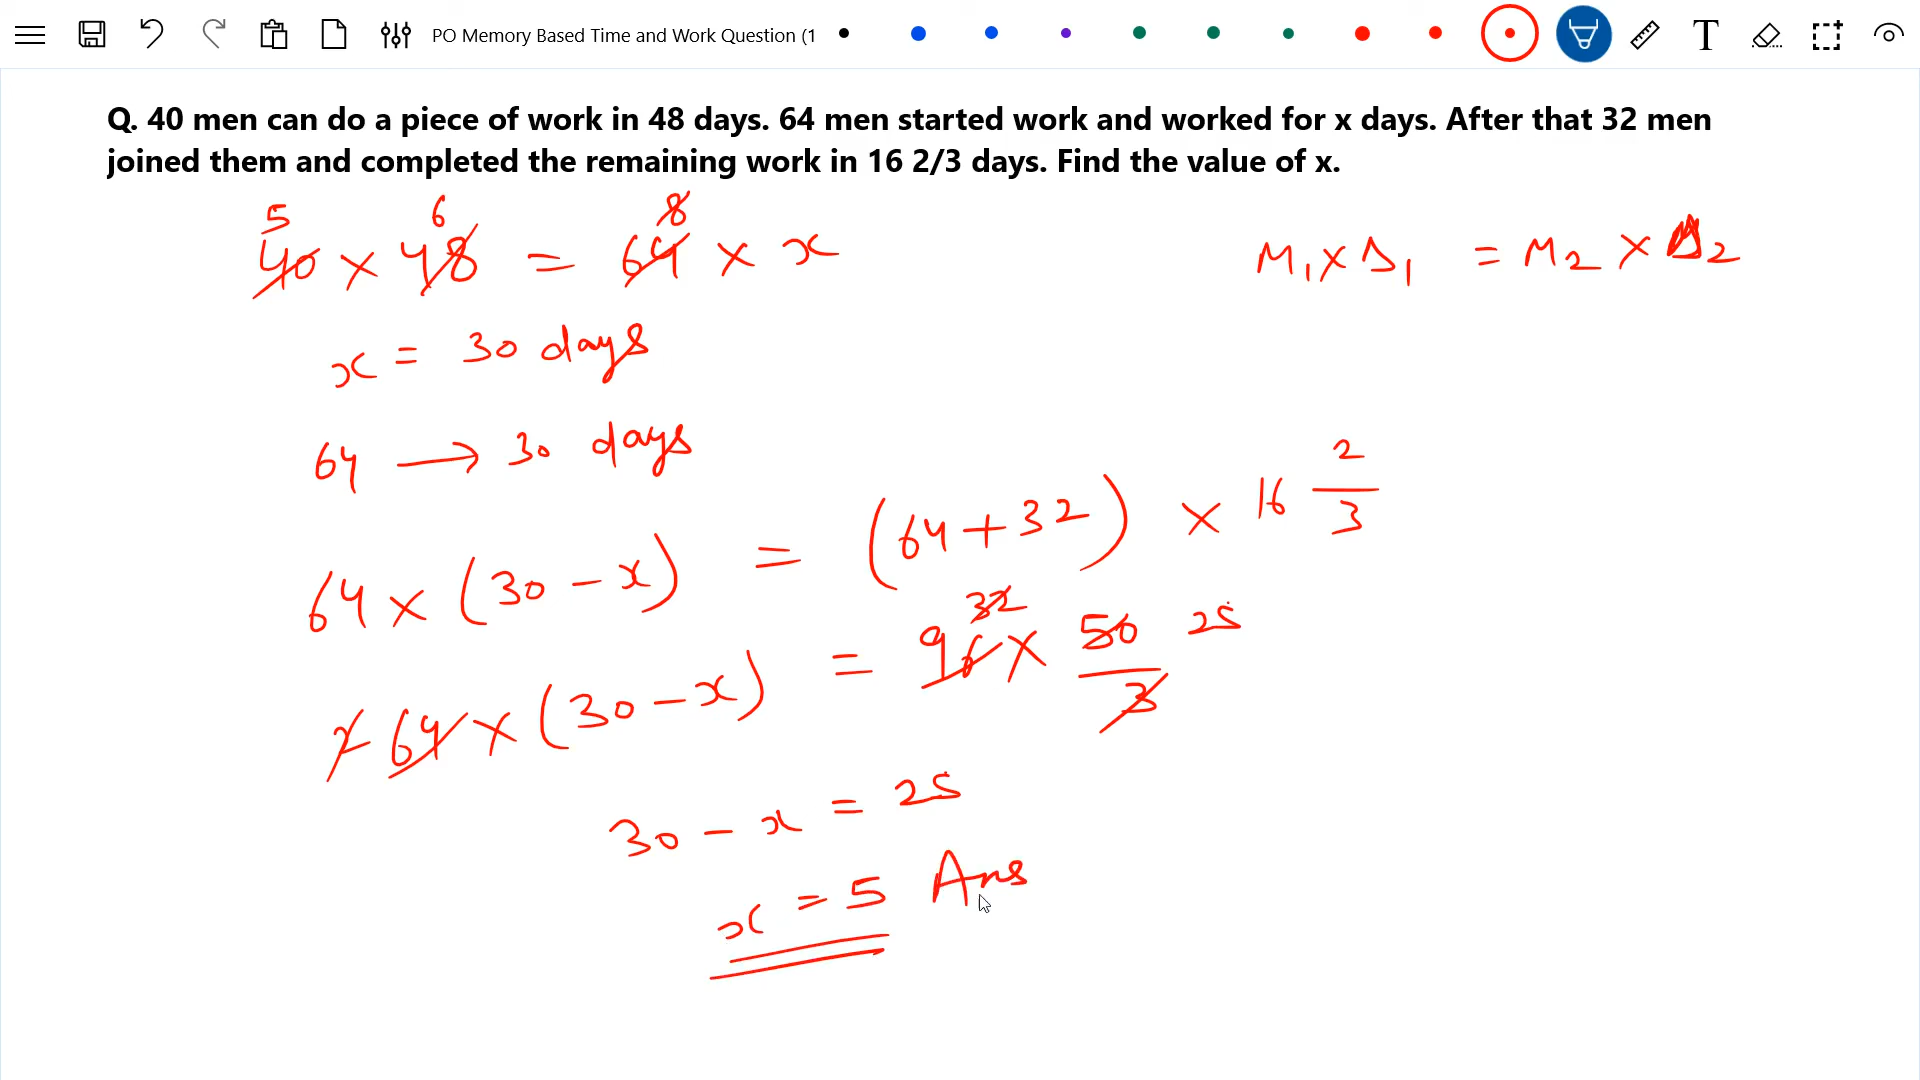 PO Memory Based Time and Work Question (1
T
Q. 40 men can do a piece of work in 48 days. 64 men started work and worked for x days. After that 32 men
joined them and completed the remaining work in 16 2/3 days. Find the value of x.
5 6 8
40 × 48 = 64 × x
M₁ × D₁ = M₂ × D₂
x = 30 days
64 → 30 days
64 × (30 - x) = (64 + 32) × 16 2/3
32 25
2 64 × (30 - x) = 96 × 50/3
30 - x = 25
x = 5 Ans